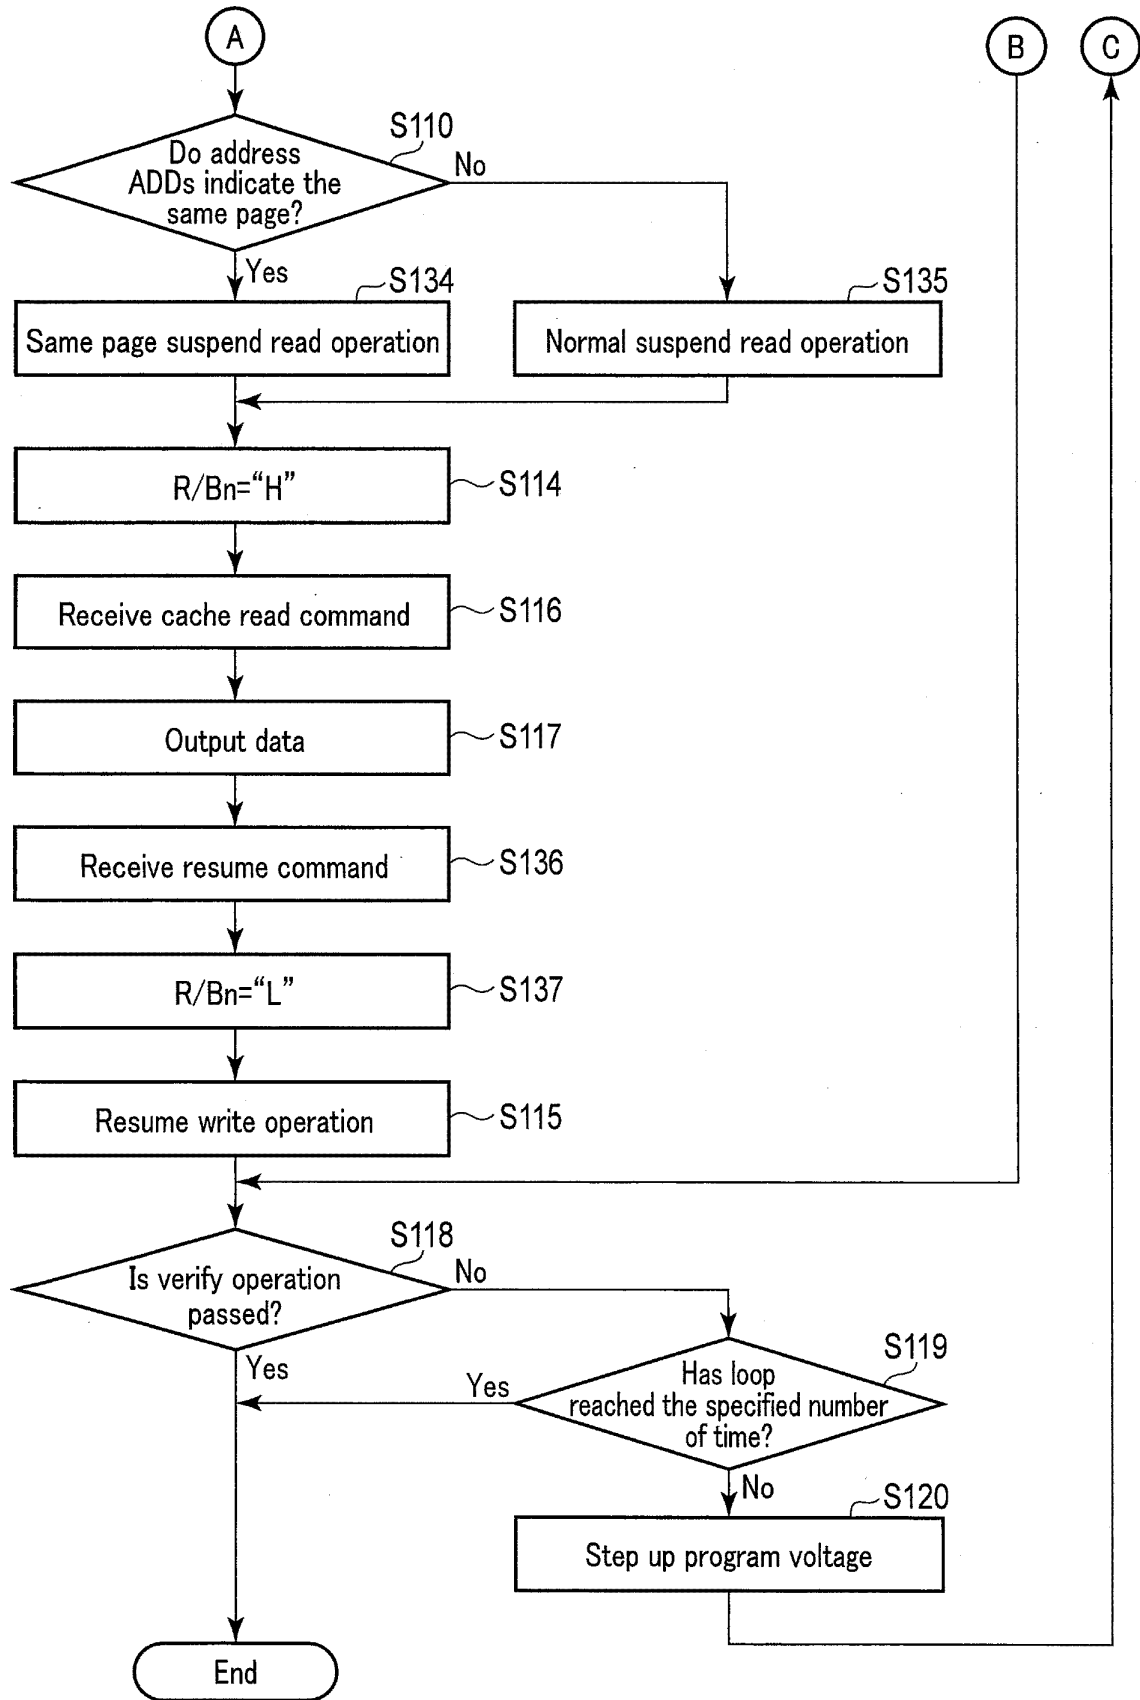 A
B
C
S110
Do address
ADDs indicate the
same page?
No
Yes
S134
S135
Same page suspend read operation
Normal suspend read operation
R/Bn=“H”
S114
Receive cache read command
S116
Output data
S117
Receive resume command
S136
R/Bn=“L”
S137
Resume write operation
S115
S118
Is verify operation
passed?
No
Yes
S119
Has loop
reached the specified number
of time?
Yes
No
S120
Step up program voltage
End